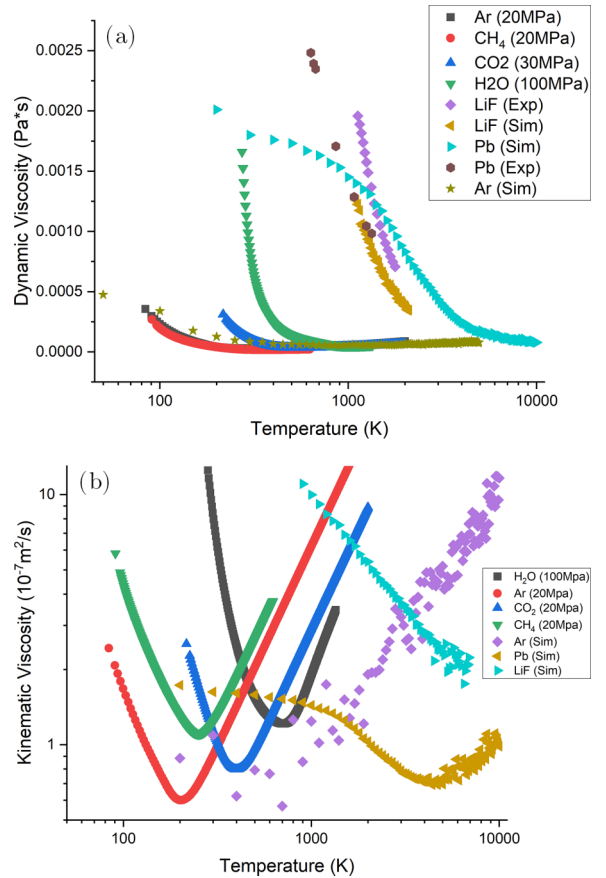 (a)
Dynamic Viscosity (Pa*s)
0.0025
0.0020
0.0015
0.0010
0.0005
0.0000
Ar (20MPa)
CH₄ (20MPa)
CO2 (30MPa)
H2O (100MPa)
LiF (Exp)
LiF (Sim)
Pb (Sim)
Pb (Exp)
Ar (Sim)
100
1000
10000
Temperature (K)
(b)
Kinematic Viscosity (10⁻⁷m²/s)
10
1
H₂O (100Mpa)
Ar (20Mpa)
CO₂ (20Mpa)
CH₄ (20Mpa)
Ar (Sim)
Pb (Sim)
LiF (Sim)
100
1000
10000
Temperature (K)